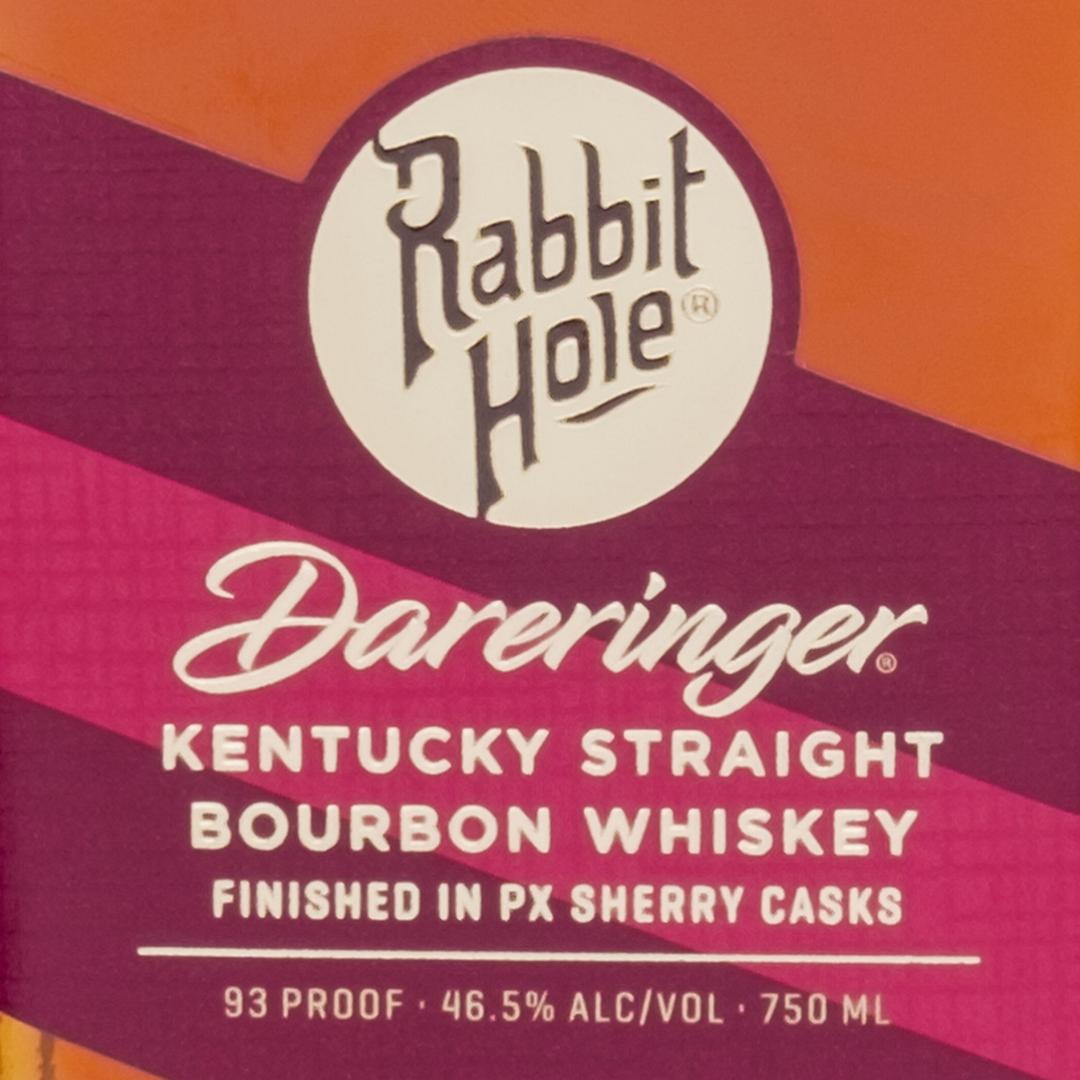 Rabbit
Hole®
Dareringer®
KENTUCKY STRAIGHT
BOURBON WHISKEY
FINISHED IN PX SHERRY CASKS
93 PROOF · 46.5% ALC/VOL · 750 ML